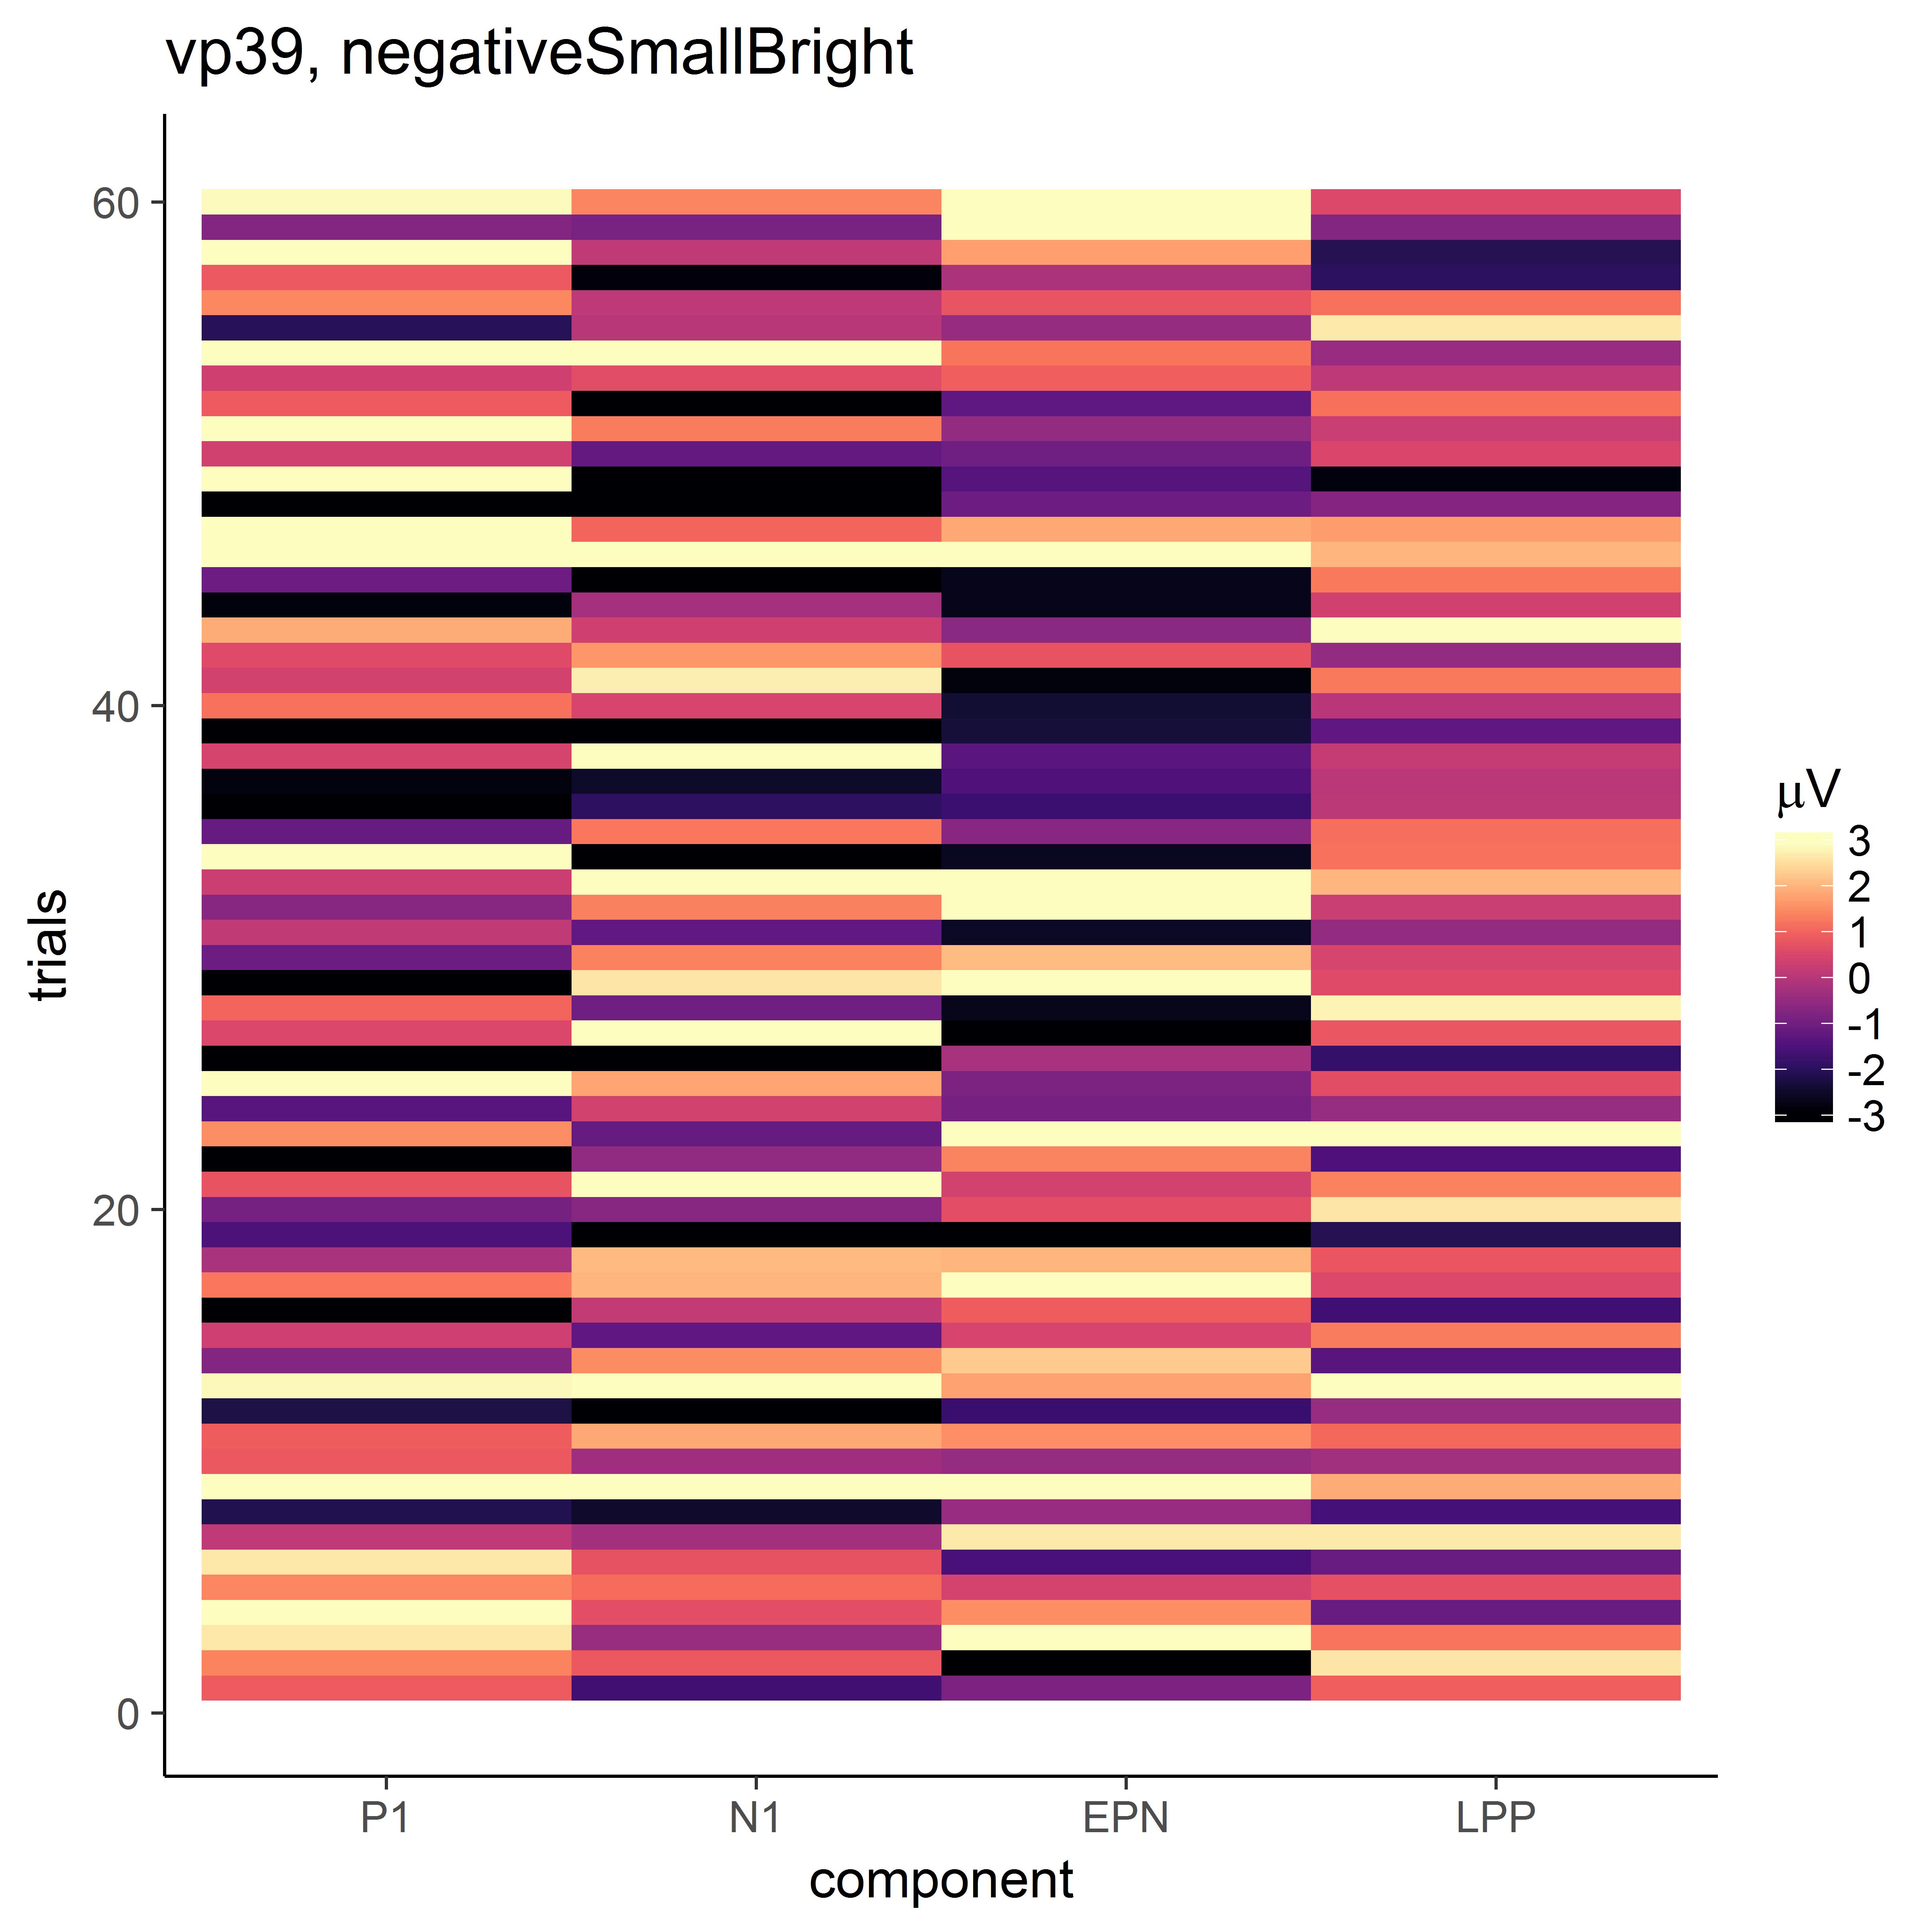 vp39, negativeSmallBright
60
40
20
0
trials
P1 N1 EPN LPP
component
μV
3
2
1
0
-1
-2
-3